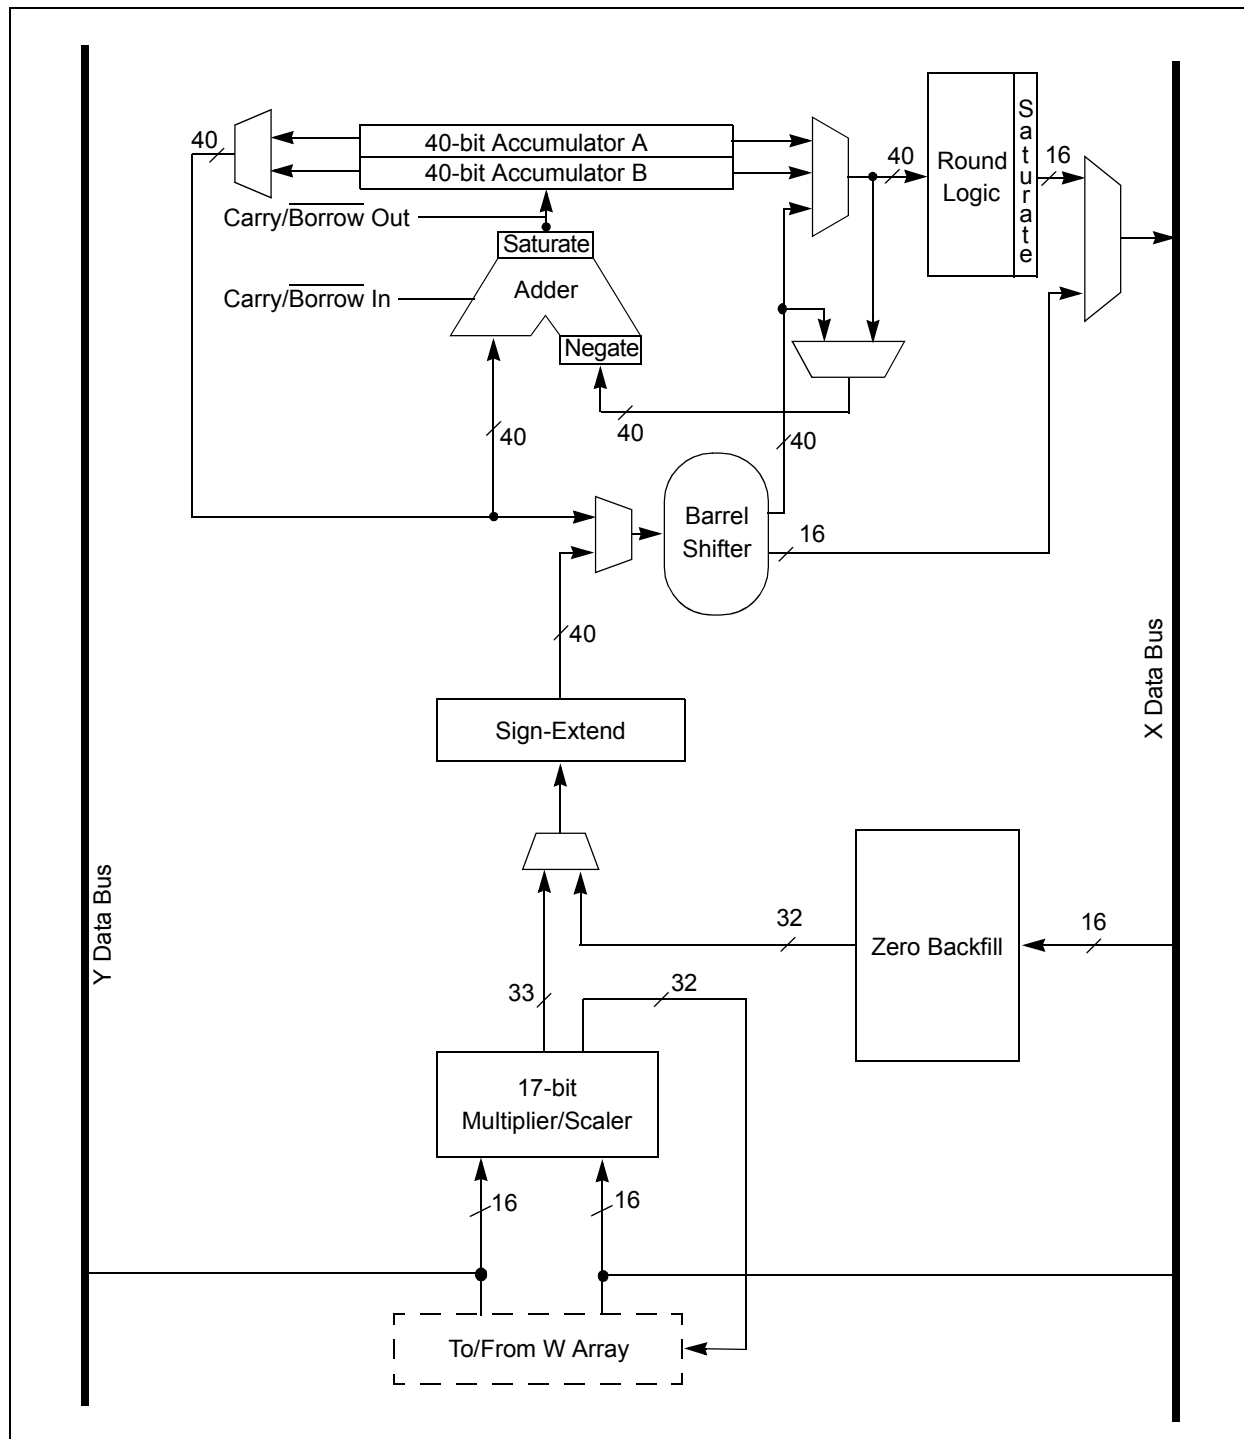 40
40-bit Accumulator A
40-bit Accumulator B
Carry/Borrow Out
Saturate
Carry/Borrow In
Adder
Negate
40
Round
Logic
Saturate
16
40
40
40
Barrel
Shifter
16
40
Sign-Extend
X Data Bus
Y Data Bus
32
Zero Backfill
16
33
32
17-bit
Multiplier/Scaler
16
16
To/From W Array